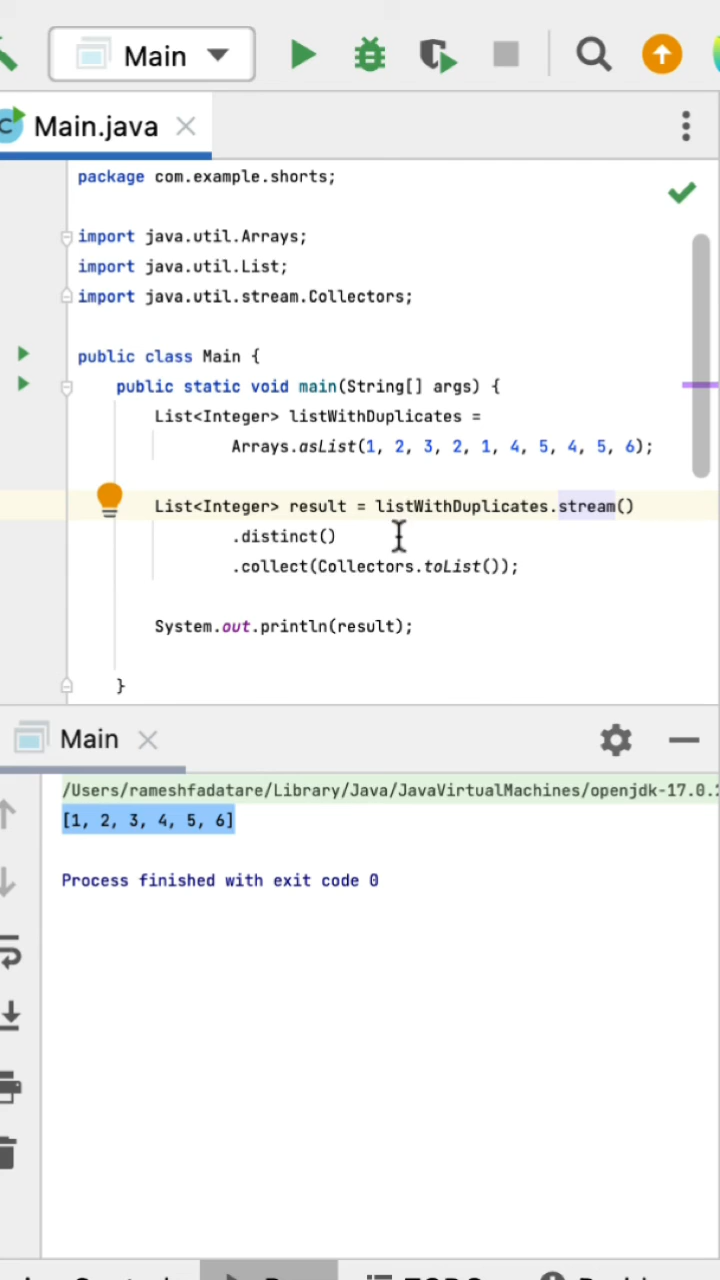 Main
Main.java
package com.example.shorts;
import java.util.Arrays;
import java.util.List;
import java.util.stream.Collectors;
public class Main {
public static void main(String[] args) {
List<Integer> listWithDuplicates =
Arrays.asList(1, 2, 3, 2, 1, 4, 5, 4, 5, 6);
List<Integer> result = listWithDuplicates.stream()
.distinct()
.collect(Collectors.toList());
System.out.println(result);
}
Main
/Users/rameshfadatare/Library/Java/JavaVirtualMachines/openjdk-17.0.
[1, 2, 3, 4, 5, 6]
Process finished with exit code 0